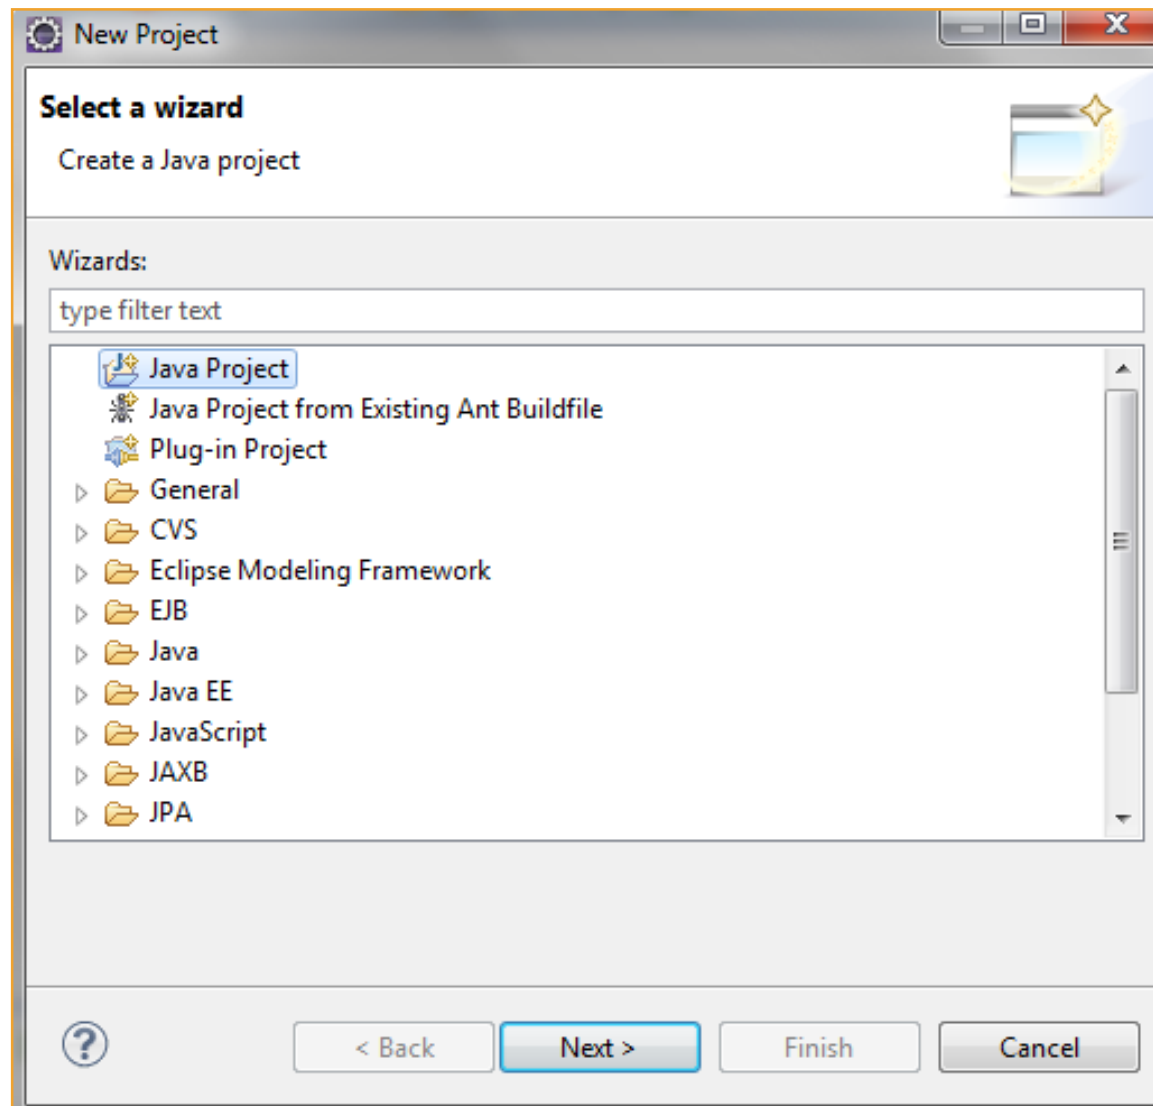 New Project
Select a wizard
Create a Java project
Wizards:
type filter text
Java Project
Java Project from Existing Ant Buildfile
Plug-in Project
General
CVS
Eclipse Modeling Framework
EJB
Java
Java EE
JavaScript
JAXB
JPA
? < Back Next > Finish Cancel